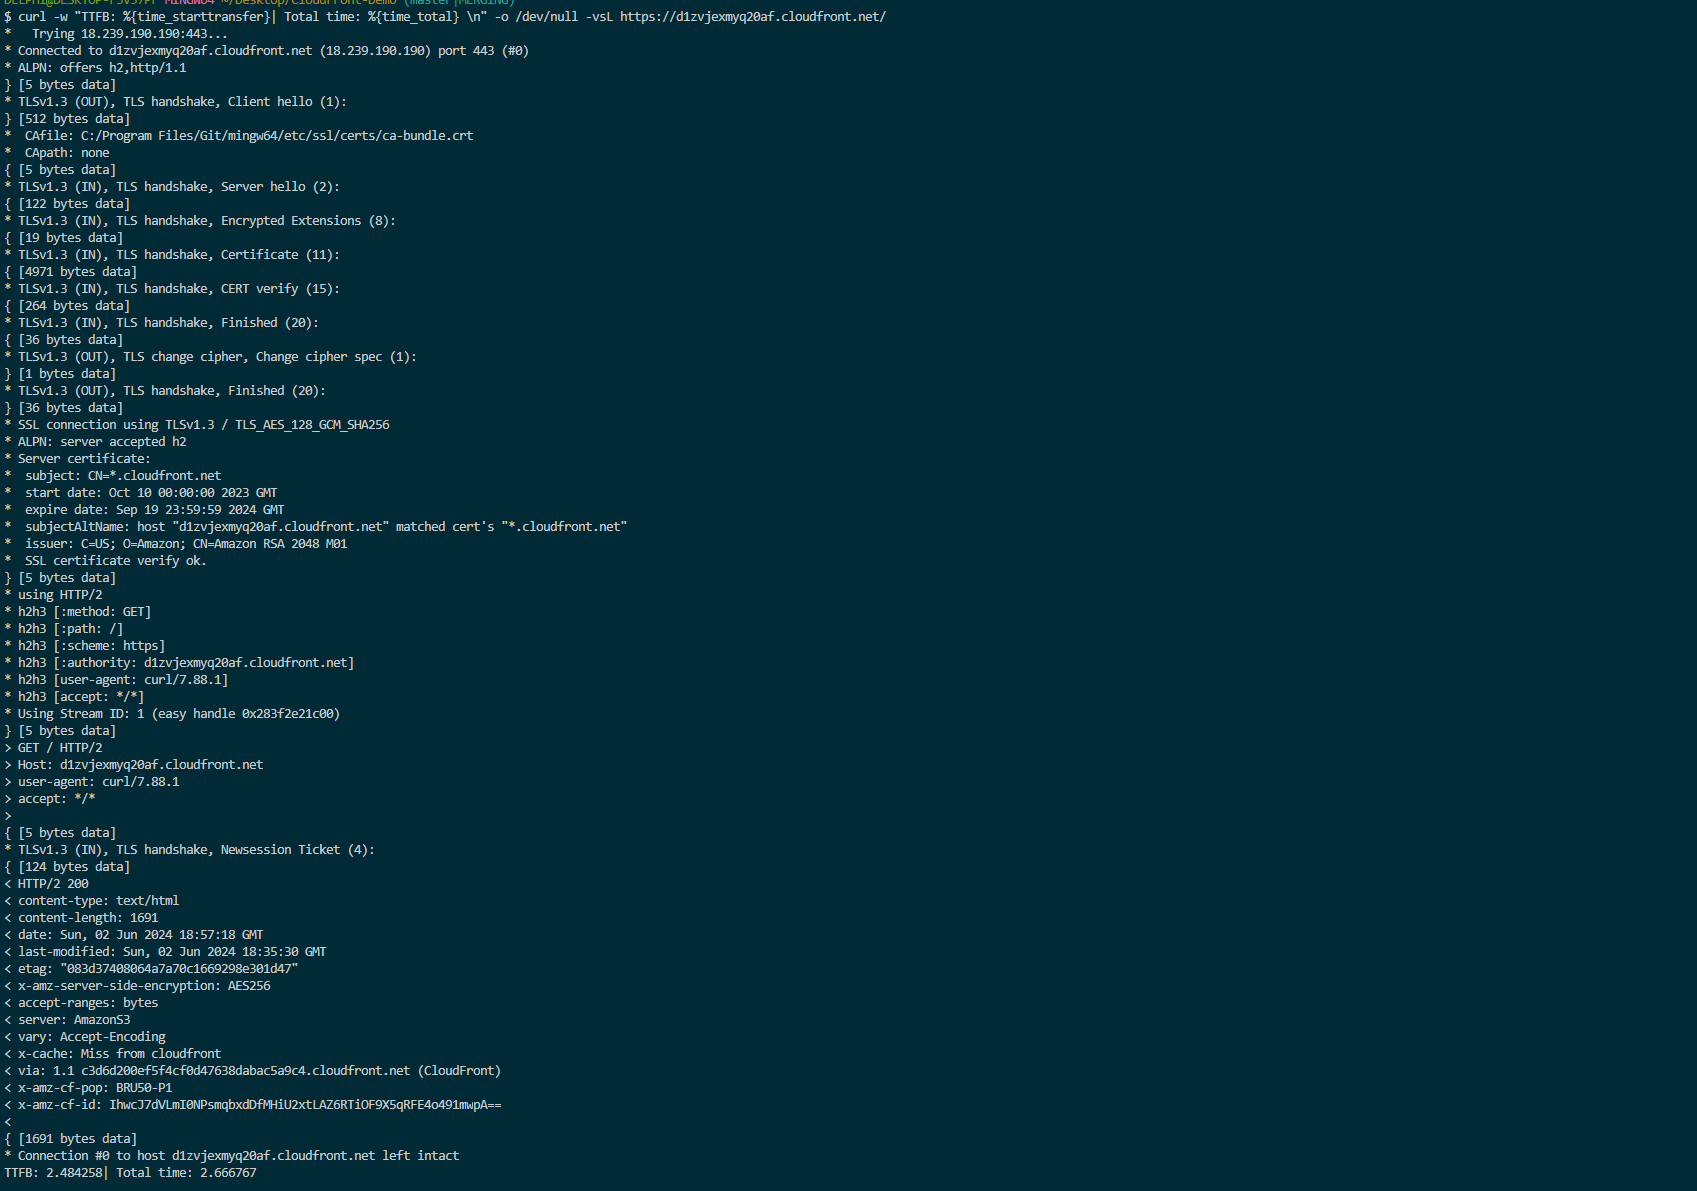 DELPHI@DESKTOP-F5V57PF MINGW64 ~/Desktop/CloudFront-Demo (master|MERGING)
$ curl -w "TTFB: %{time_starttransfer}| Total time: %{time_total} \n" -o /dev/null -vsL https://d1zvjexmyq20af.cloudfront.net/
*   Trying 18.239.190.190:443...
* Connected to d1zvjexmyq20af.cloudfront.net (18.239.190.190) port 443 (#0)
* ALPN: offers h2,http/1.1
} [5 bytes data]
* TLSv1.3 (OUT), TLS handshake, Client hello (1):
} [512 bytes data]
*  CAfile: C:/Program Files/Git/mingw64/etc/ssl/certs/ca-bundle.crt
*  CApath: none
{ [5 bytes data]
* TLSv1.3 (IN), TLS handshake, Server hello (2):
{ [122 bytes data]
* TLSv1.3 (IN), TLS handshake, Encrypted Extensions (8):
{ [19 bytes data]
* TLSv1.3 (IN), TLS handshake, Certificate (11):
{ [4971 bytes data]
* TLSv1.3 (IN), TLS handshake, CERT verify (15):
{ [264 bytes data]
* TLSv1.3 (IN), TLS handshake, Finished (20):
{ [36 bytes data]
* TLSv1.3 (OUT), TLS change cipher, Change cipher spec (1):
} [1 bytes data]
* TLSv1.3 (OUT), TLS handshake, Finished (20):
} [36 bytes data]
* SSL connection using TLSv1.3 / TLS_AES_128_GCM_SHA256
* ALPN: server accepted h2
* Server certificate:
*  subject: CN=*.cloudfront.net
*  start date: Oct 10 00:00:00 2023 GMT
*  expire date: Sep 19 23:59:59 2024 GMT
*  subjectAltName: host "d1zvjexmyq20af.cloudfront.net" matched cert's "*.cloudfront.net"
*  issuer: C=US; O=Amazon; CN=Amazon RSA 2048 M01
*  SSL certificate verify ok.
} [5 bytes data]
* using HTTP/2
* h2h3 [:method: GET]
* h2h3 [:path: /]
* h2h3 [:scheme: https]
* h2h3 [:authority: d1zvjexmyq20af.cloudfront.net]
* h2h3 [user-agent: curl/7.88.1]
* h2h3 [accept: */*]
* Using Stream ID: 1 (easy handle 0x283f2e21c00)
} [5 bytes data]
> GET / HTTP/2
> Host: d1zvjexmyq20af.cloudfront.net
> user-agent: curl/7.88.1
> accept: */*
>
{ [5 bytes data]
* TLSv1.3 (IN), TLS handshake, Newsession Ticket (4):
{ [124 bytes data]
< HTTP/2 200
< content-type: text/html
< content-length: 1691
< date: Sun, 02 Jun 2024 18:57:18 GMT
< last-modified: Sun, 02 Jun 2024 18:35:30 GMT
< etag: "083d37408064a7a70c1669298e301d47"
< x-amz-server-side-encryption: AES256
< accept-ranges: bytes
< server: AmazonS3
< vary: Accept-Encoding
< x-cache: Miss from cloudfront
< via: 1.1 c3d6d200ef5f4cf0d47638dabac5a9c4.cloudfront.net (CloudFront)
< x-amz-cf-pop: BRU50-P1
< x-amz-cf-id: IhwcJ7dVLmI0NPsmqbxdDfMHiU2xtLAZ6RTiOF9X5qRFE4o491mwpA==
<
{ [1691 bytes data]
* Connection #0 to host d1zvjexmyq20af.cloudfront.net left intact
TTFB: 2.484258| Total time: 2.666767